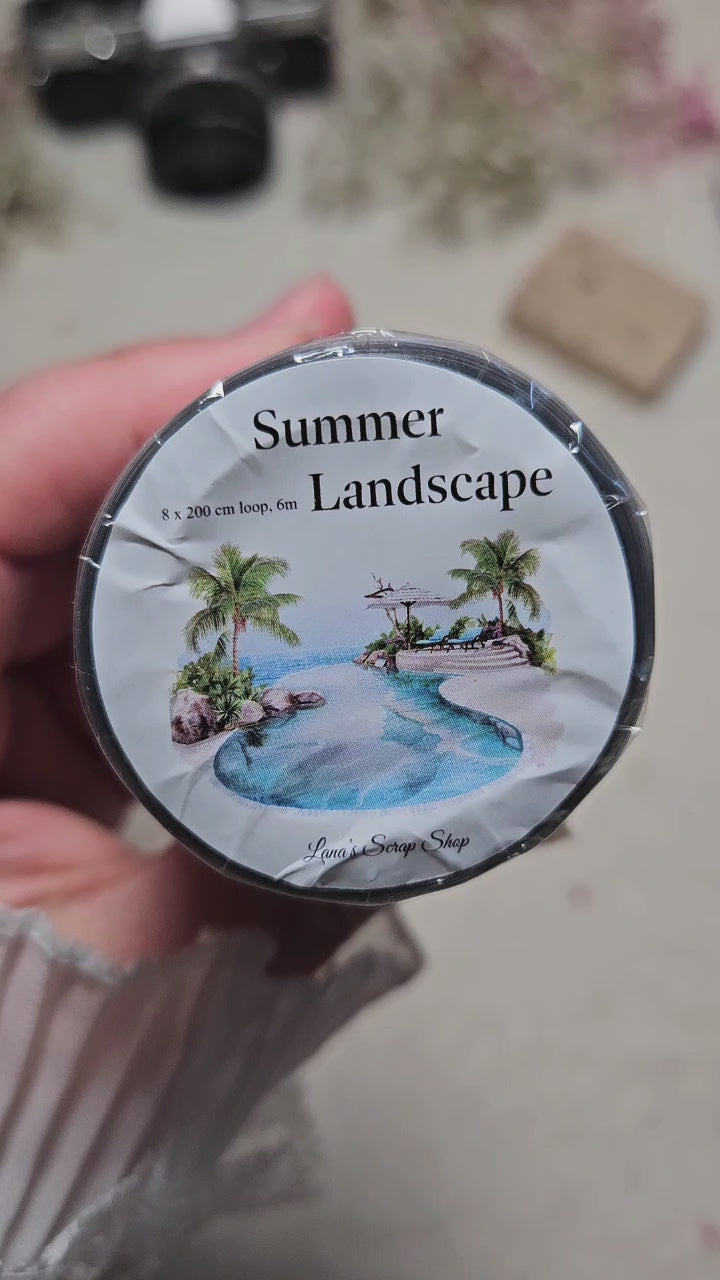 Summer
8 x 200 cm loop, 6m Landscape
Lana's Scrap Shop